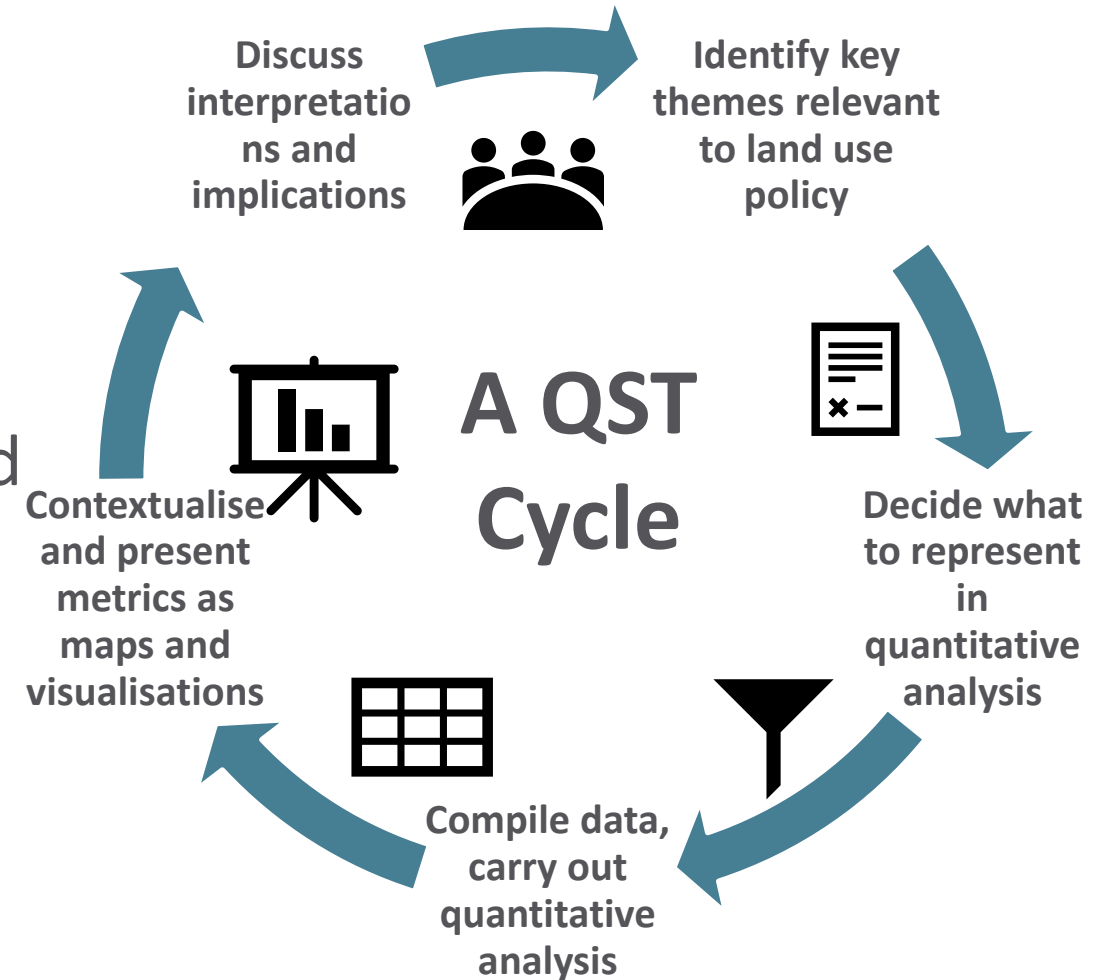 Discuss
interpretatio
ns and
implications
Identify key
themes relevant
to land use
policy
A QST
Cycle
Decide what
to represent
in
quantitative
analysis
Compile data,
carry out
quantitative
analysis
d
Contextualise
and present
metrics as
maps and
visualisations